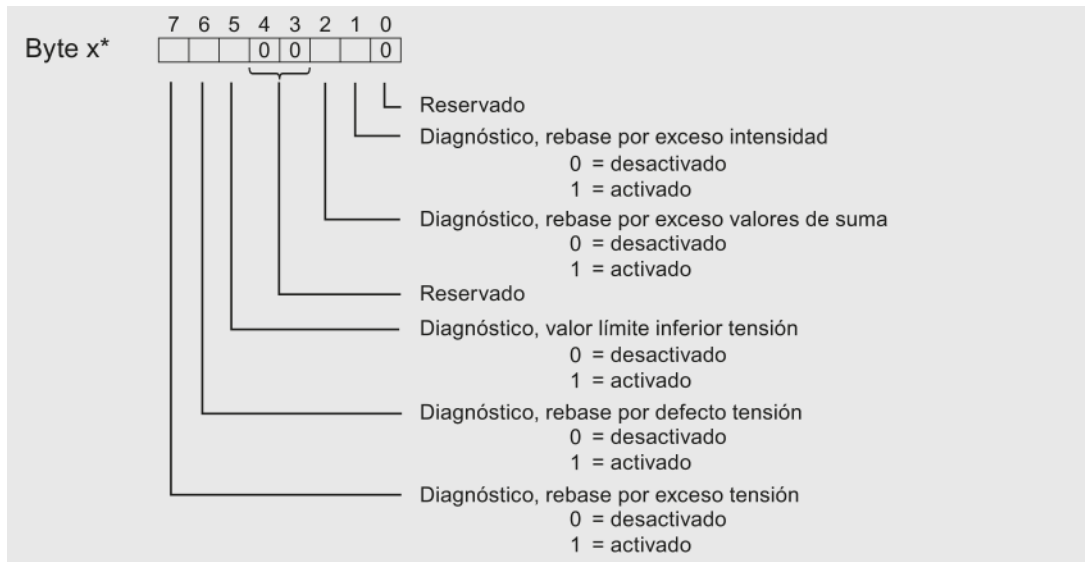 7 6 5 4 3 2 1 0
Byte x* 0 0 0
Reservado
Diagnóstico, rebase por exceso intensidad
0 = desactivado
1 = activado
Diagnóstico, rebase por exceso valores de suma
0 = desactivado
1 = activado
Reservado
Diagnóstico, valor límite inferior tensión
0 = desactivado
1 = activado
Diagnóstico, rebase por defecto tensión
0 = desactivado
1 = activado
Diagnóstico, rebase por exceso tensión
0 = desactivado
1 = activado